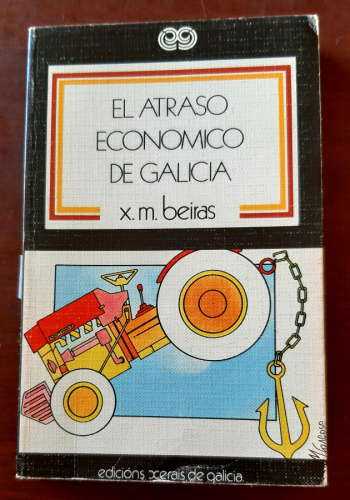 EL ATRASO
ECONOMICO
DE GALICIA
x. m. beiras
edicións xerais de galicia